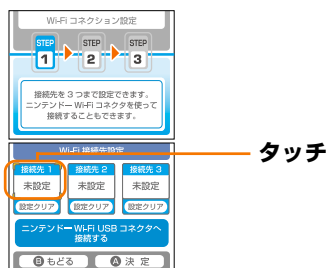 Wi-Fi コネクション設定
STEP 1 STEP 2 STEP 3
接続先を 3 つまで設定できます。
ニンテンドーWi-Fi コネクタを使って
接続することもできます。
Wi-Fi 接続先設定
接続先 1 接続先 2 接続先 3
未設定 未設定 未設定
設定クリア 設定クリア 設定クリア
ニンテンドーWi-Fi USB コネクタへ
接続する
B もどる A 決 定
タッチ